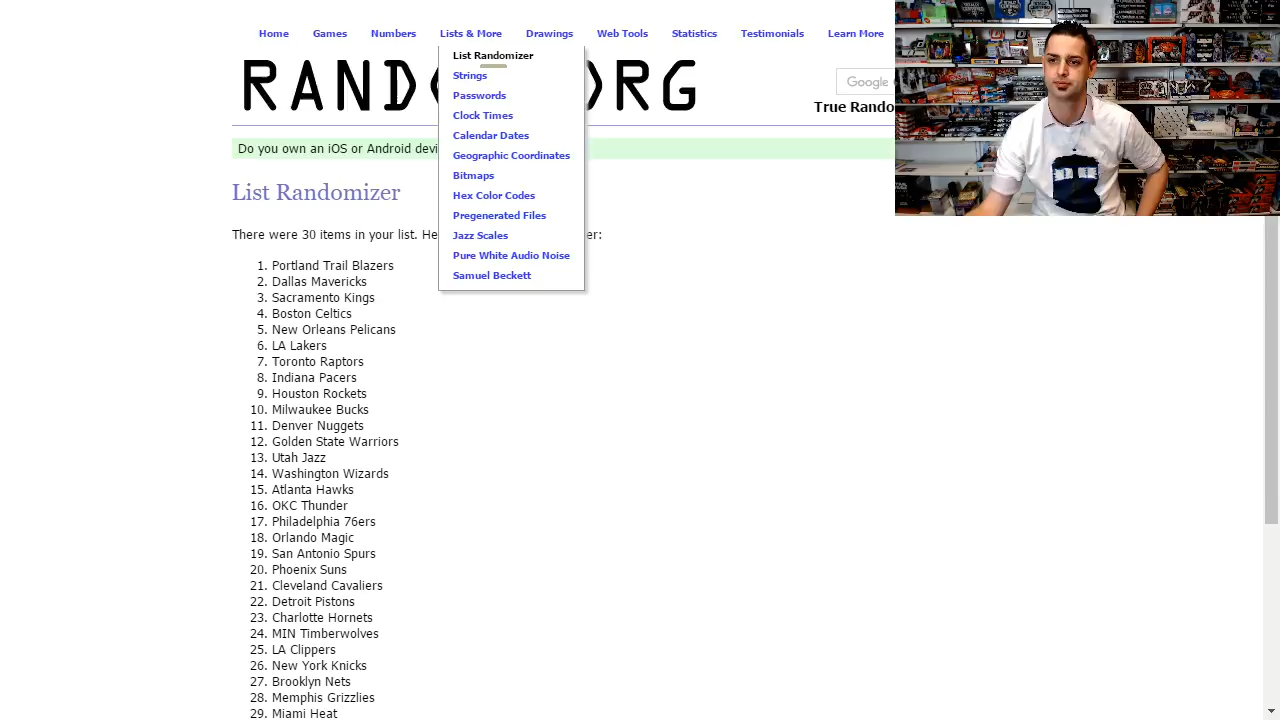 Home Games Numbers Lists & More Drawings Web Tools Statistics Testimonials Learn More
List Randomizer
Strings
Passwords
Clock Times
Calendar Dates
Geographic Coordinates
Bitmaps
Hex Color Codes
Pregenerated Files
Jazz Scales
Pure White Audio Noise
Samuel Beckett
RAND ORG
Google
True Rando
Do you own an iOS or Android devi
List Randomizer
There were 30 items in your list. He er:
1. Portland Trail Blazers
2. Dallas Mavericks
3. Sacramento Kings
4. Boston Celtics
5. New Orleans Pelicans
6. LA Lakers
7. Toronto Raptors
8. Indiana Pacers
9. Houston Rockets
10. Milwaukee Bucks
11. Denver Nuggets
12. Golden State Warriors
13. Utah Jazz
14. Washington Wizards
15. Atlanta Hawks
16. OKC Thunder
17. Philadelphia 76ers
18. Orlando Magic
19. San Antonio Spurs
20. Phoenix Suns
21. Cleveland Cavaliers
22. Detroit Pistons
23. Charlotte Hornets
24. MIN Timberwolves
25. LA Clippers
26. New York Knicks
27. Brooklyn Nets
28. Memphis Grizzlies
29. Miami Heat